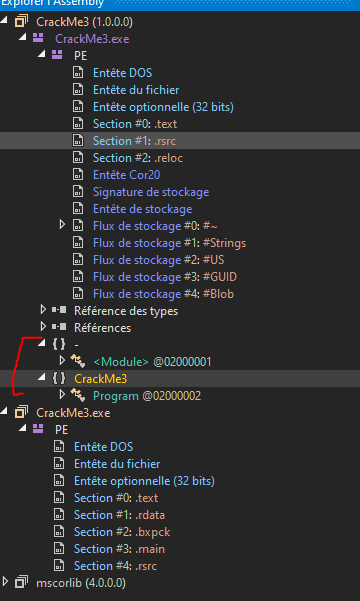 Explorer l'Assembly
CrackMe3 (1.0.0.0)
CrackMe3.exe
PE
Entête DOS
Entête du fichier
Entête optionnelle (32 bits)
Section #0: .text
Section #1: .rsrc
Section #2: .reloc
Entête Cor20
Signature de stockage
Entête de stockage
Flux de stockage #0: #~
Flux de stockage #1: #Strings
Flux de stockage #2: #US
Flux de stockage #3: #GUID
Flux de stockage #4: #Blob
Référence des types
Références
{ } -
<Module> @02000001
{ } CrackMe3
Program @02000002
CrackMe3.exe
PE
Entête DOS
Entête du fichier
Entête optionnelle (32 bits)
Section #0: .text
Section #1: .rdata
Section #2: .bxpck
Section #3: .main
Section #4: .rsrc
mscorlib (4.0.0.0)